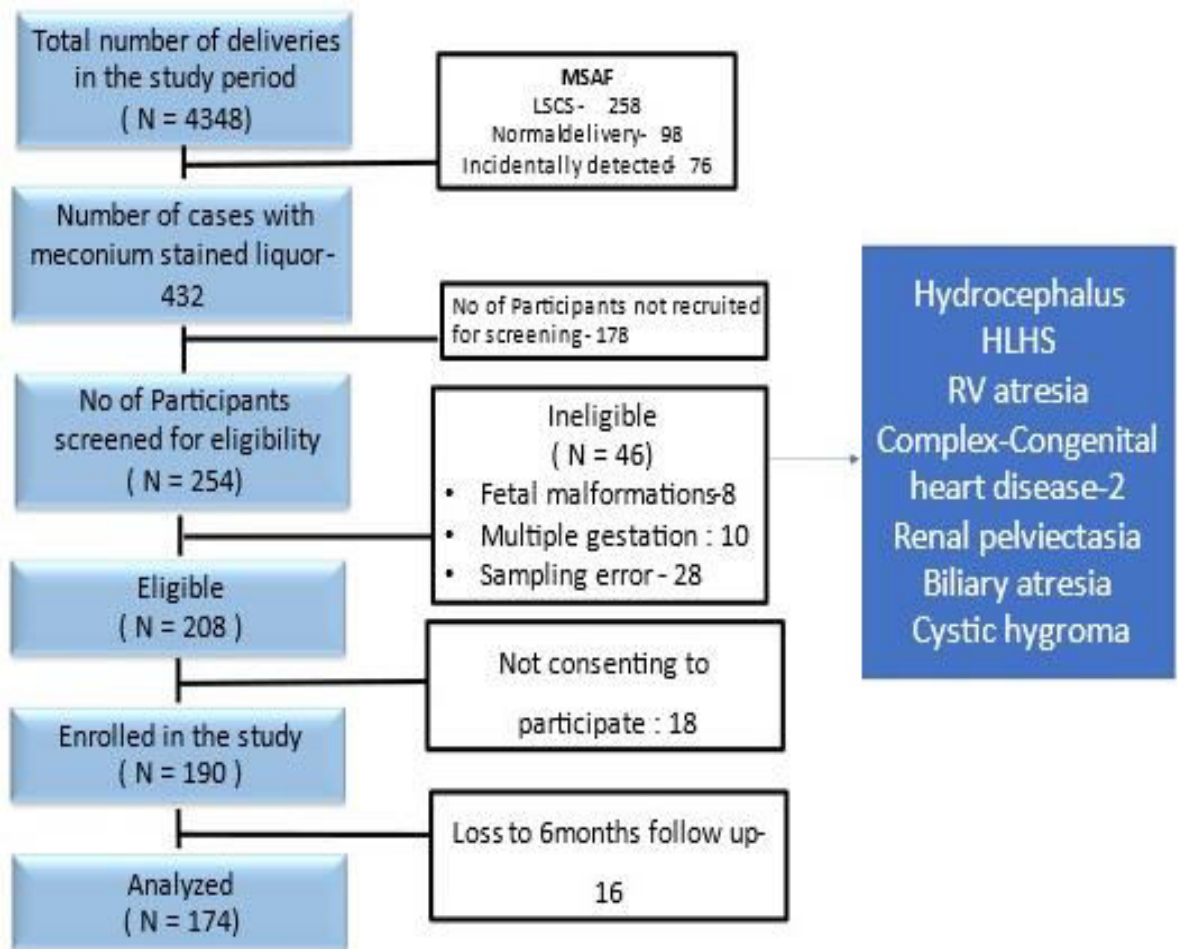 Total number of deliveries
in the study period
( N = 4348)
MSAF
LSCS- 258
Normaldelivery- 98
Incidentally detected- 76
Number of cases with
meconium stained liquor-
432
No of Participants not recruited
for screening- 178
No of Participants
screened for eligibility
( N = 254)
Ineligible
( N = 46)
• Fetal malformations-8
• Multiple gestation : 10
• Sampling error - 28
Hydrocephalus
HLHS
RV atresia
Complex-Congenital
heart disease-2
Renal pelviectasia
Biliary atresia
Cystic hygroma
Eligible
( N = 208 )
Not consenting to
participate : 18
Enrolled in the study
( N = 190 )
Loss to 6months follow up-
16
Analyzed
( N = 174)